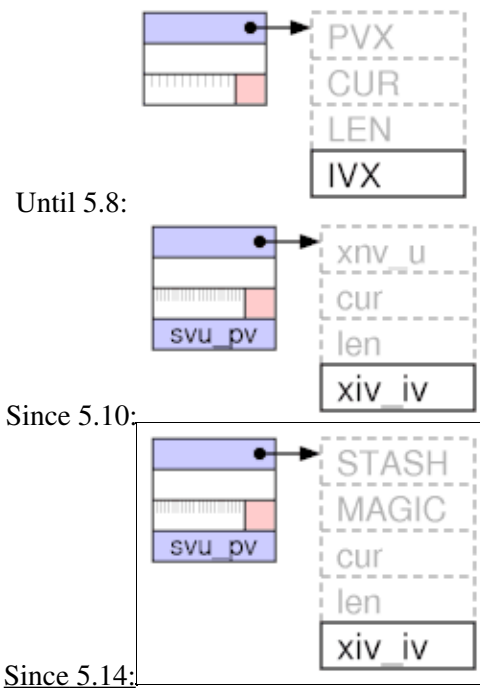 PVX
CUR
LEN
IVX
Until 5.8:
xnv_u
cur
len
svu_pv
xiv_iv
Since 5.10:
STASH
MAGIC
cur
svu_pv
len
xiv_iv
Since 5.14: